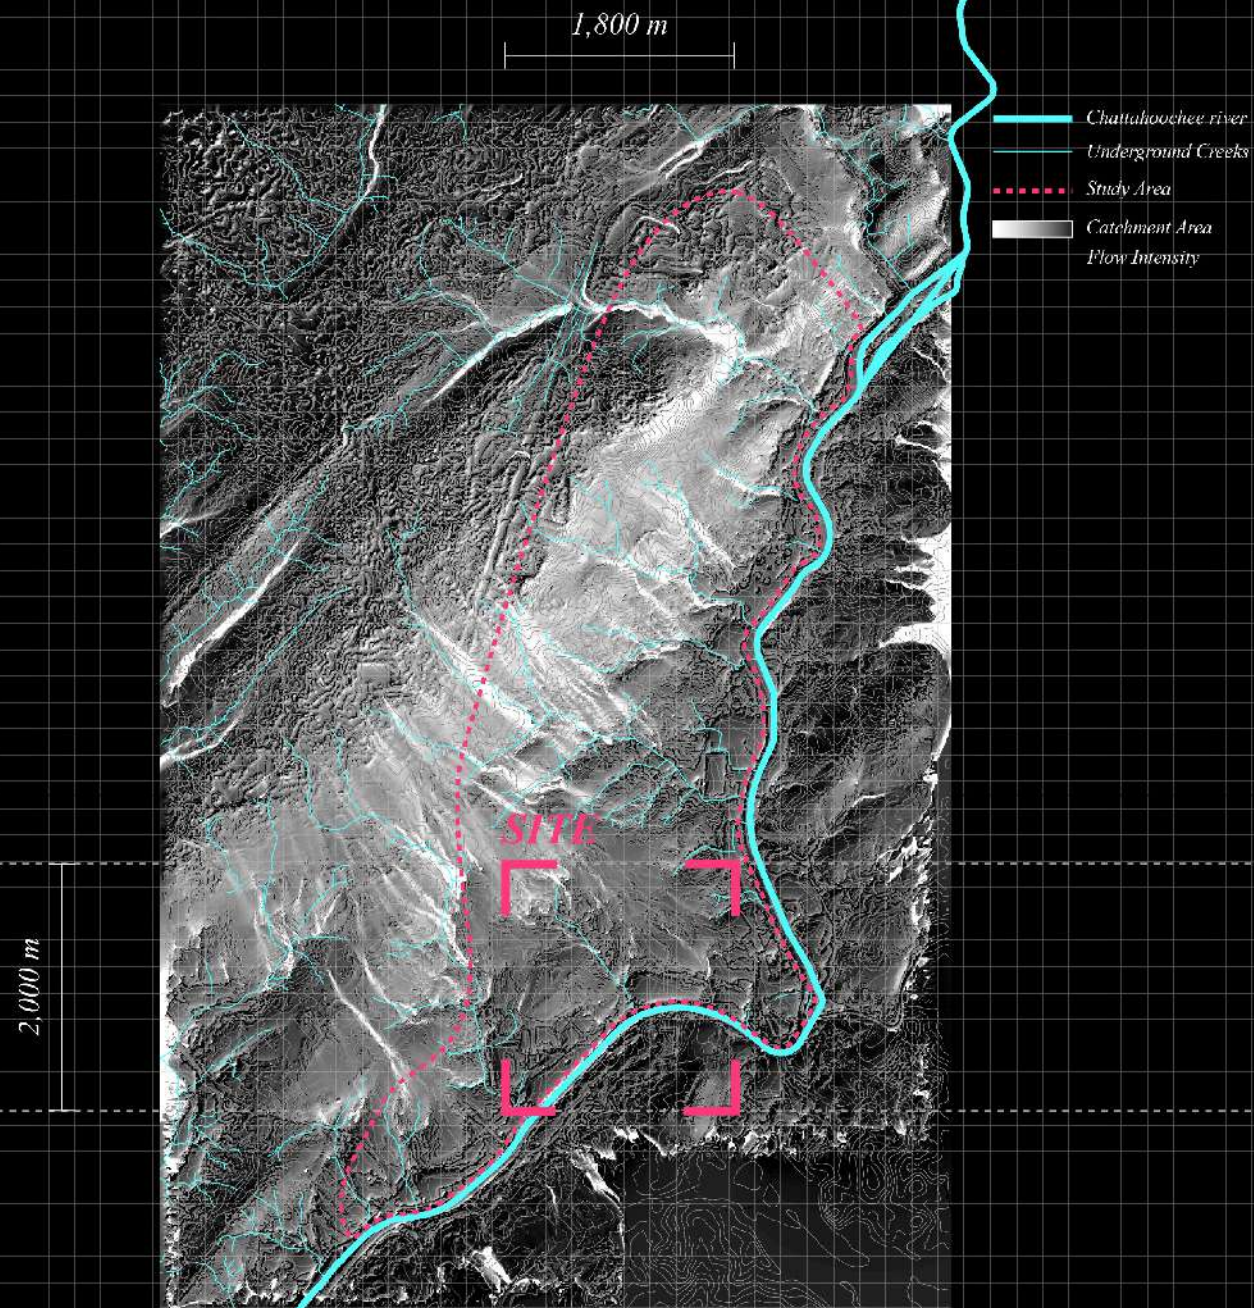 1,800 m
Chattahoochee river
Underground Creeks
Study Area
Catchment Area
Flow Intensity
SITE
2,000 m